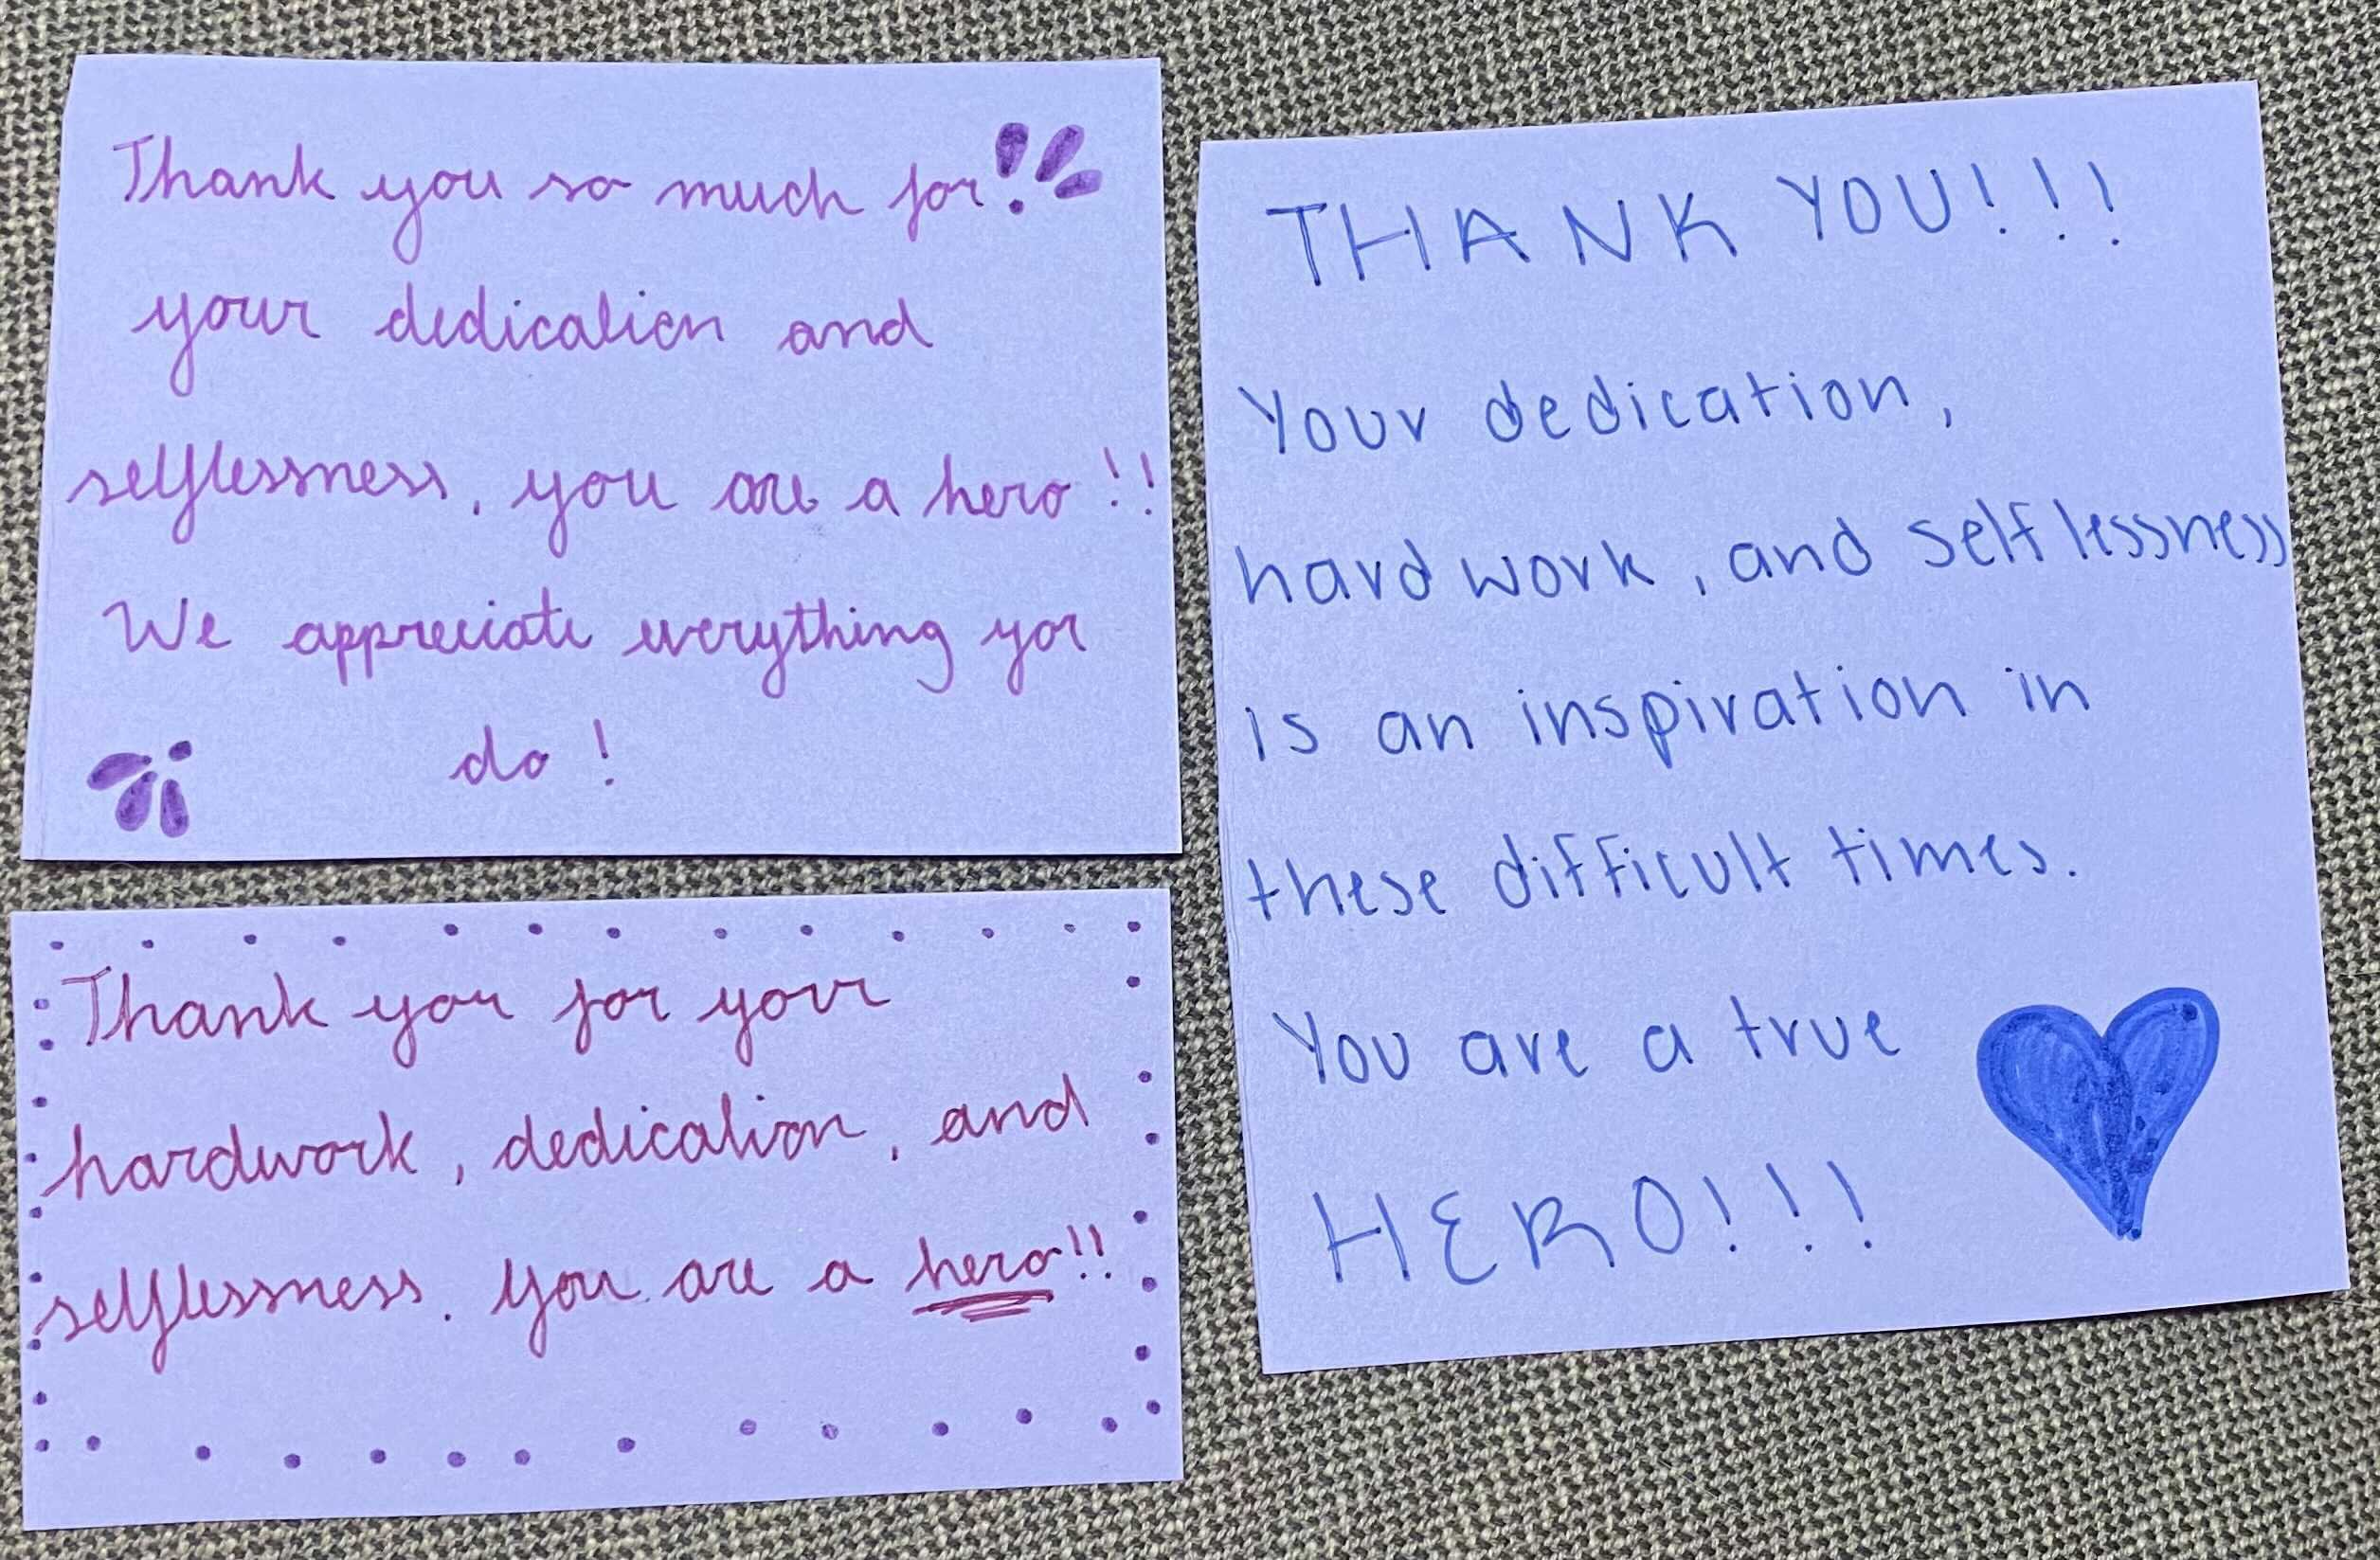 Thank you so much for
your dedication and
selflessness, you are a hero!!
We appreciate everything you
do!
Thank you for your
hardwork, dedication, and
selflessness. You are a hero!!
THANK YOU!!!
Your dedication,
hard work, and selflessness
is an inspiration in
these difficult times.
You are a true
HERO!!!